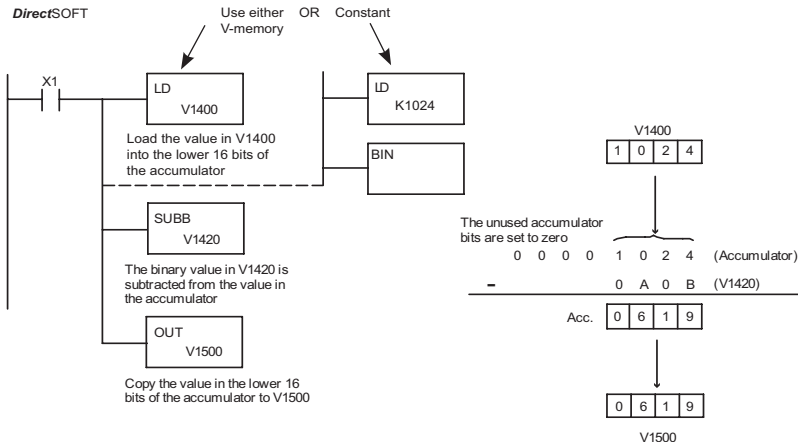 DirectSOFT
Use either OR Constant
V-memory
X1
LD
V1400
LD
K1024
Load the value in V1400
into the lower 16 bits of
the accumulator
BIN
SUBB
V1420
The binary value in V1420 is
subtracted from the value in
the accumulator
OUT
V1500
Copy the value in the lower 16
bits of the accumulator to V1500
V1400
1 0 2 4
The unused accumulator
bits are set to zero
0 0 0 0 1 0 2 4 (Accumulator)
- 0 A 0 B (V1420)
Acc. 0 6 1 9
0 6 1 9
V1500